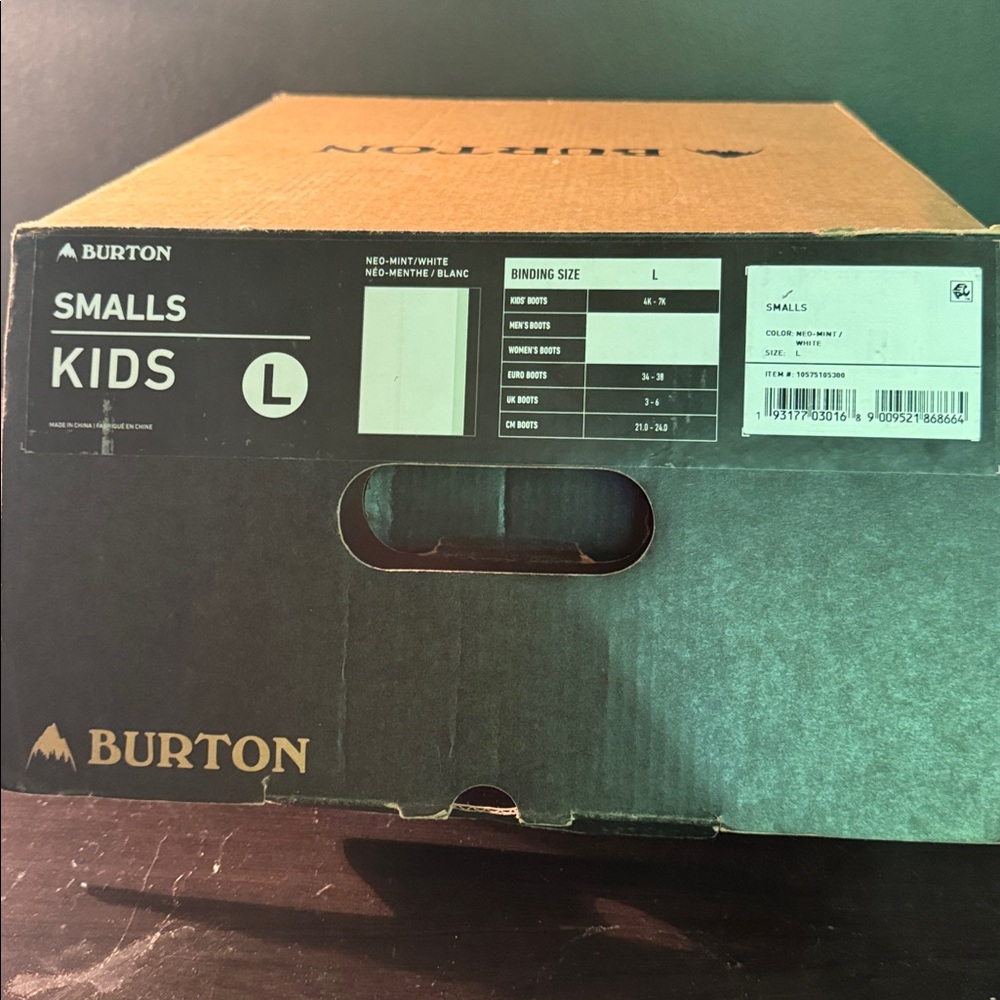 BURTON
BURTON
SMALLS
KIDS
L
MADE IN CHINA | FABRIQUÉ EN CHINE
NEO-MINT/WHITE
NÉO-MENTHE / BLANC
BINDING SIZE L
KIDS' BOOTS 4K - 7K
MEN'S BOOTS
WOMEN'S BOOTS
EURO BOOTS 34 - 38
UK BOOTS 3 - 6
CM BOOTS 21.0 - 24.0
SMALLS
COLOR: NEO-MINT /
WHITE
SIZE: L
ITEM #: 10575105300
1 93177 03016 8 9 009521 868664
BURTON